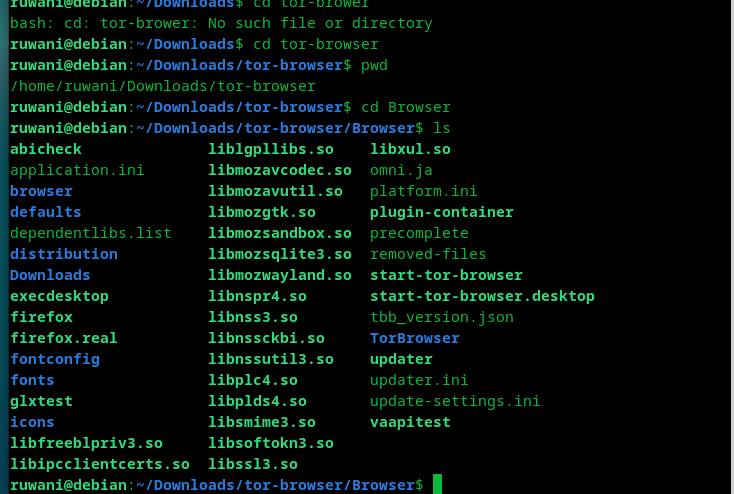 ruwani@debian:~/Downloads$ cd tor-brower
bash: cd: tor-brower: No such file or directory
ruwani@debian:~/Downloads$ cd tor-browser
ruwani@debian:~/Downloads/tor-browser$ pwd
/home/ruwani/Downloads/tor-browser
ruwani@debian:~/Downloads/tor-browser$ cd Browser
ruwani@debian:~/Downloads/tor-browser/Browser$ ls
abicheck liblgpllibs.so libxul.so
application.ini libmozavcodec.so omni.ja
browser libmozavutil.so platform.ini
defaults libmozgtk.so plugin-container
dependentlibs.list libmozsandbox.so precomplete
distribution libmozsqlite3.so removed-files
Downloads libmozwayland.so start-tor-browser
execdesktop libnspr4.so start-tor-browser.desktop
firefox libnss3.so tbb_version.json
firefox.real libnssckbi.so TorBrowser
fontconfig libnssutil3.so updater
fonts libplc4.so updater.ini
glxtest libplds4.so update-settings.ini
icons libsmime3.so vaapitest
libfreeblpriv3.so libsoftokn3.so
libipcclientcerts.so libssl3.so
ruwani@debian:~/Downloads/tor-browser/Browser$